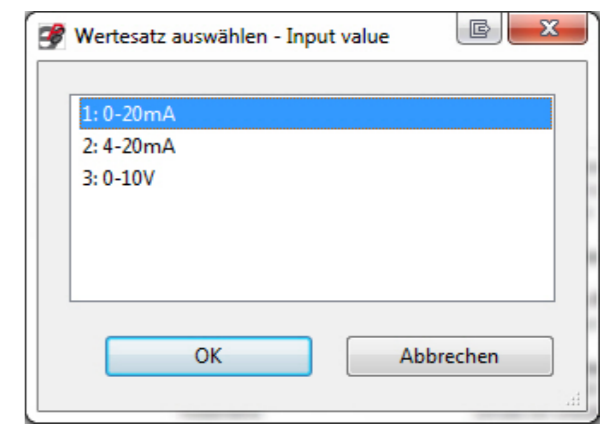 Wertesatz auswählen - Input value
1: 0-20mA
2: 4-20mA
3: 0-10V
OK
Abbrechen